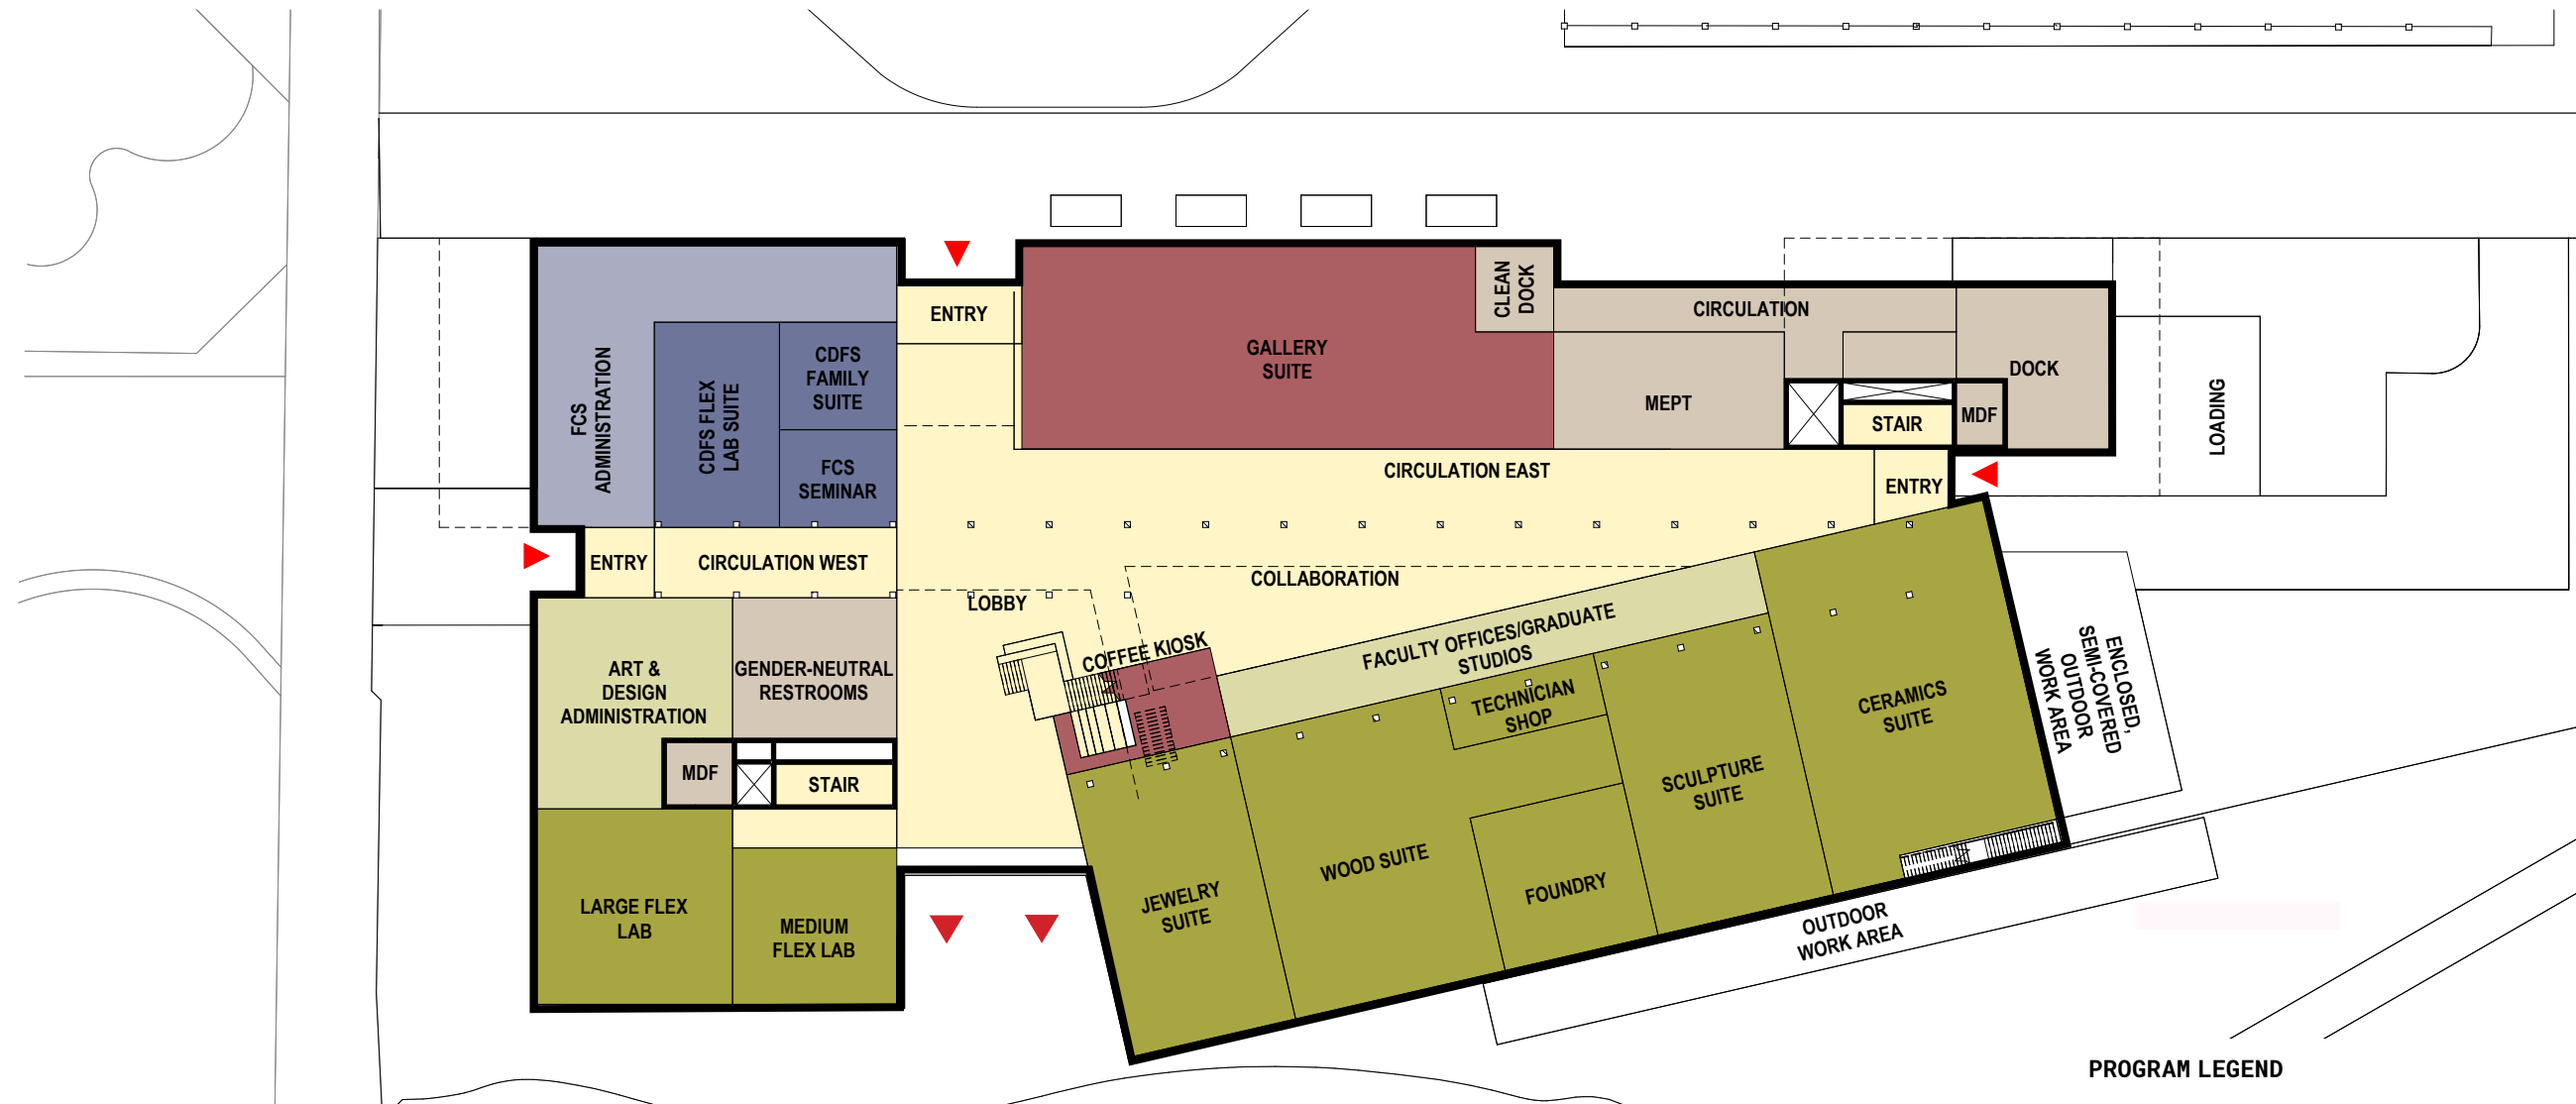 CLEAN
DOCK
CIRCULATION
ENTRY
GALLERY
SUITE
CDFS
FAMILY
SUITE
FCS
ADMINISTRATION
CDFS FLEX
LAB SUITE
DOCK
MEPT
MDF
STAIR
LOADING
FCS
SEMINAR
CIRCULATION EAST
ENTRY
ENTRY
CIRCULATION WEST
COLLABORATION
LOBBY
COFFEE KIOSK
FACULTY OFFICES/GRADUATE
STUDIOS
ART &
DESIGN
ADMINISTRATION
GENDER-NEUTRAL
RESTROOMS
TECHNICIAN
SHOP
CERAMICS
SUITE
ENCLOSED,
SEMI-COVERED
OUTDOOR
WORK AREA
MDF
STAIR
SCULPTURE
SUITE
WOOD SUITE
FOUNDRY
JEWELRY
SUITE
LARGE FLEX
LAB
MEDIUM
FLEX LAB
OUTDOOR
WORK AREA
PROGRAM LEGEND